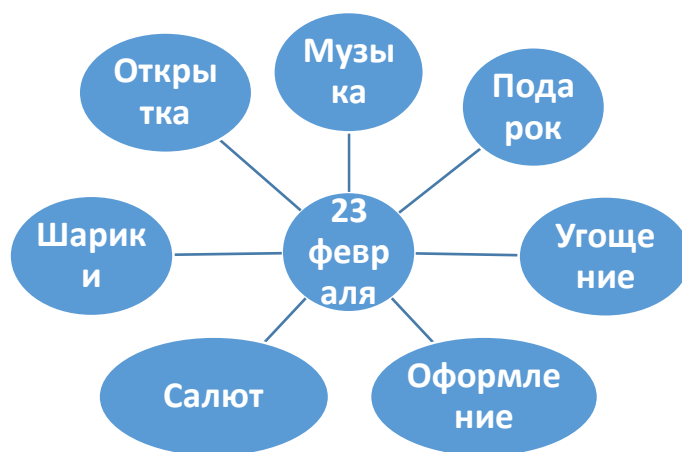 Музы
ка
Откры
тка
Пода
рок
23
февр
аля
Шарик
и
Угоще
ние
Салют
Оформле
ние